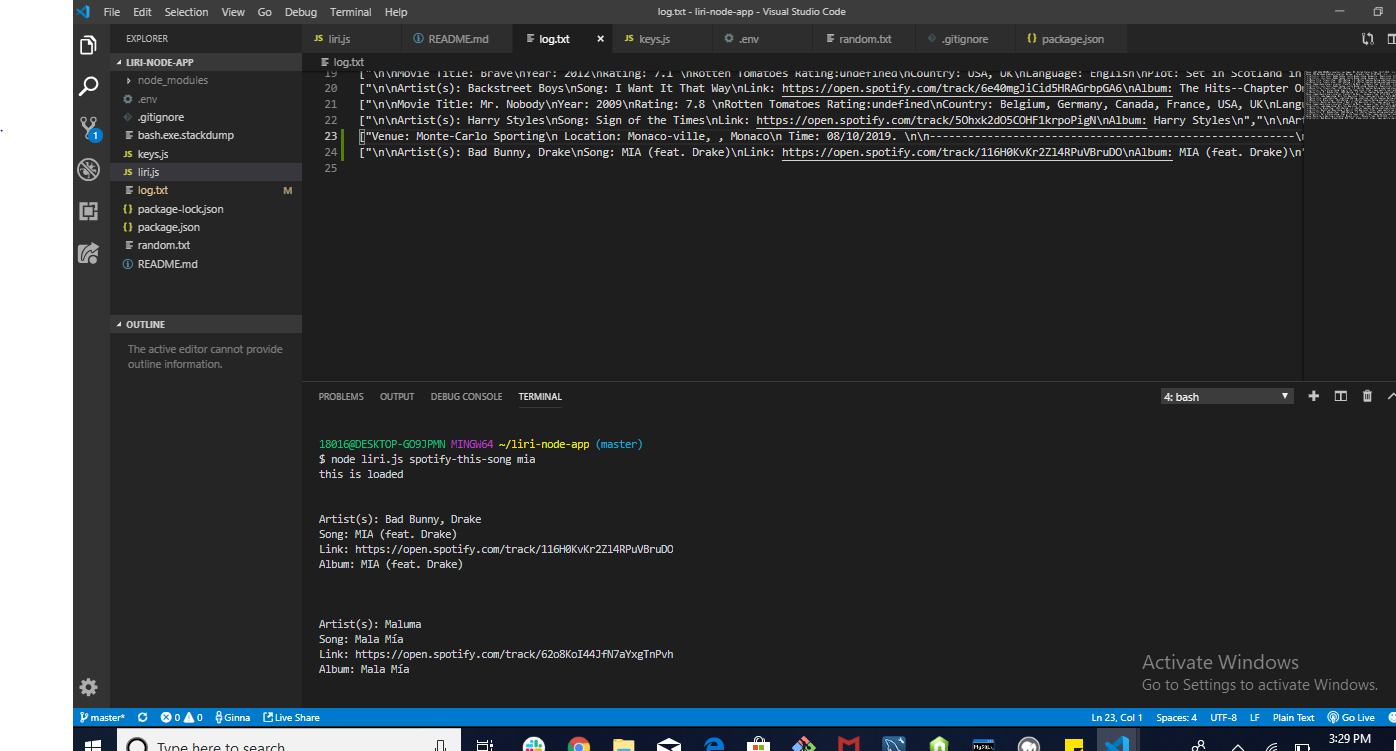 File Edit Selection View Go Debug Terminal Help
log.txt - liri-node-app - Visual Studio Code
EXPLORER
JS liri.js
README.md
log.txt ×
JS keys.js
.env
random.txt
.gitignore
{} package.json
LIRI-NODE-APP
node_modules
.env
.gitignore
bash.exe.stackdump
JS keys.js
JS liri.js
log.txt M
{} package-lock.json
{} package.json
random.txt
README.md
1
OUTLINE
The active editor cannot provide
outline information.
log.txt
19 ["\n\nMovie Title: Brave\nYear: 2012\nRating: 7.1 \nRotten Tomatoes Rating:undefined\nCountry: USA, UK\nLanguage: English\nPlot: Set in Scotland in
20 ["\n\nArtist(s): Backstreet Boys\nSong: I Want It That Way\nLink: https://open.spotify.com/track/6e40mgJiCid5HRAGrbpGA6\nAlbum: The Hits--Chapter On
21 ["\n\nMovie Title: Mr. Nobody\nYear: 2009\nRating: 7.8 \nRotten Tomatoes Rating:undefined\nCountry: Belgium, Germany, Canada, France, USA, UK\nLang
22 ["\n\nArtist(s): Harry Styles\nSong: Sign of the Times\nLink: https://open.spotify.com/track/5Ohxk2dO5COHF1krpoPigN\nAlbum: Harry Styles\n","\n\nAr
23 ["Venue: Monte-Carlo Sporting\n Location: Monaco-ville, , Monaco\n Time: 08/10/2019. \n\n------------------------------------------------------------\n
24 ["\n\nArtist(s): Bad Bunny, Drake\nSong: MIA (feat. Drake)\nLink: https://open.spotify.com/track/116H0KvKr2Zl4RPuVBruDO\nAlbum: MIA (feat. Drake)\n"
25
PROBLEMS OUTPUT DEBUG CONSOLE TERMINAL
4: bash
18016@DESKTOP-GO9JPMN MINGW64 ~/liri-node-app (master)
$ node liri.js spotify-this-song mia
this is loaded
Artist(s): Bad Bunny, Drake
Song: MIA (feat. Drake)
Link: https://open.spotify.com/track/116H0KvKr2Zl4RPuVBruDO
Album: MIA (feat. Drake)
Artist(s): Maluma
Song: Mala Mía
Link: https://open.spotify.com/track/62o8KoI44JfN7aYxgTnPvh
Album: Mala Mía
Activate Windows
Go to Settings to activate Windows.
master* 0 0 Ginna Live Share
Ln 23, Col 1 Spaces: 4 UTF-8 LF Plain Text Go Live
Type here to search
MySQL
3:29 PM